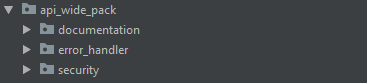 api_wide_pack
documentation
error_handler
security